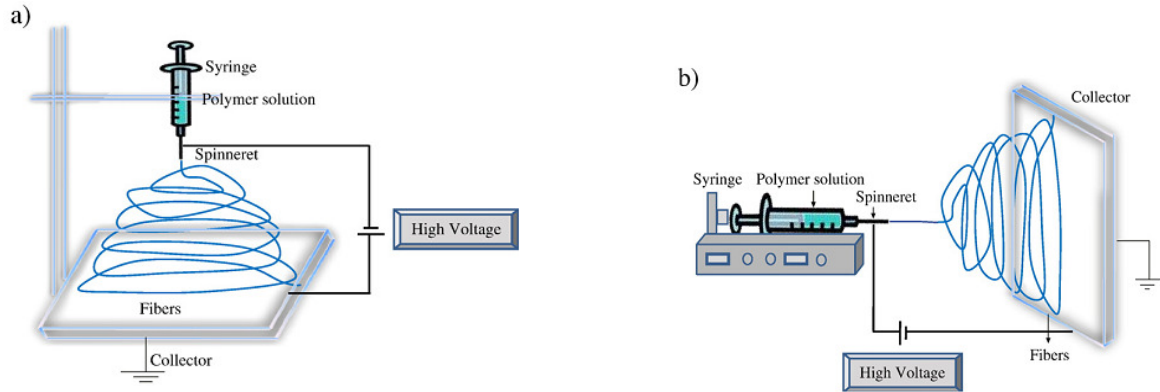 a)
Syringe
Polymer solution
Spinneret
High Voltage
Fibers
Collector
b)
Collector
Syringe
Polymer solution
Spinneret
Fibers
High Voltage